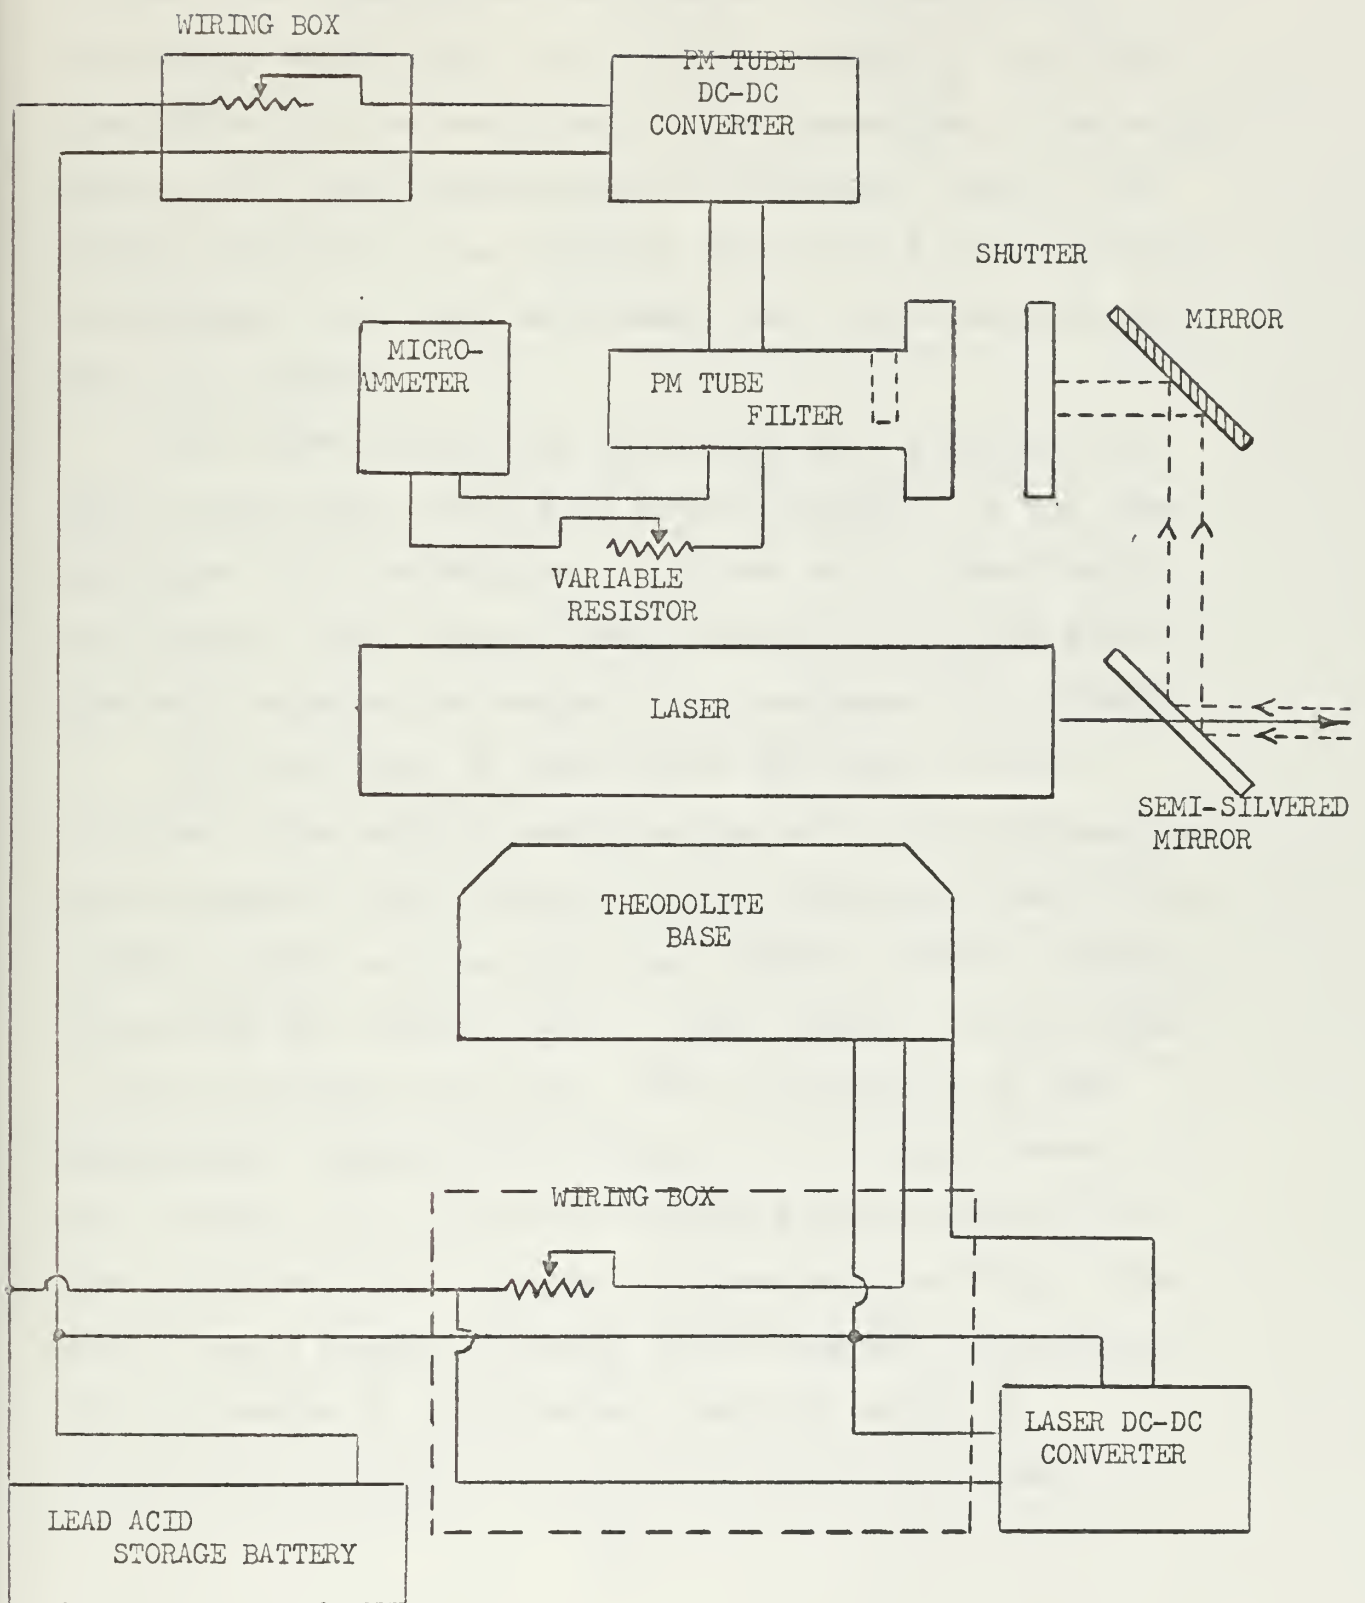 WIRING BOX
PM TUBE
DC-DC
CONVERTER
SHUTTER
MIRROR
MICRO-
AMMETER
PM TUBE
FILTER
VARIABLE
RESISTOR
LASER
SEMI-SILVERED
MIRROR
THEODOLITE
BASE
WIRING BOX
LASER DC-DC
CONVERTER
LEAD ACID
STORAGE BATTERY